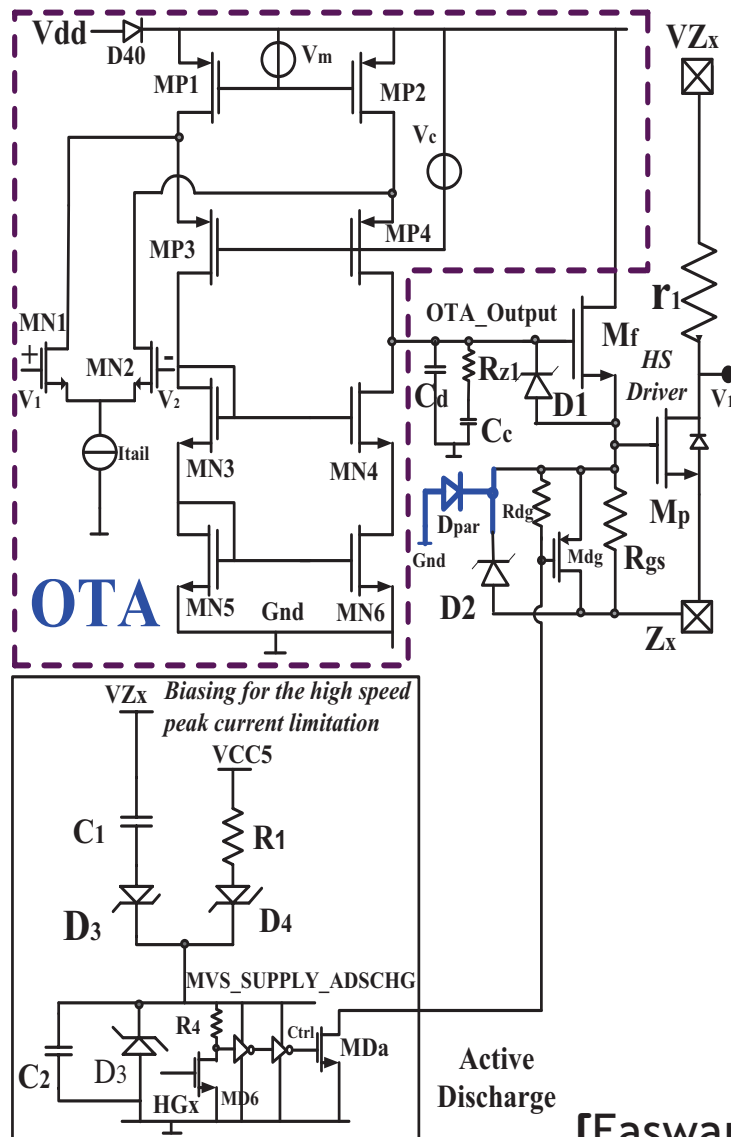 Vdd
D40
MP1
Vm
MP2
VZx
Vc
MP3
MP4
r1
OTA_Output
Mf
HS
Driver
MN1
+
V1
MN2
-
V2
Itail
Cd
Rz1
Cc
D1
V1
MN3
MN4
Mp
Dpar
Gnd
Rdg
Mdg
Rgs
D2
OTA
MN5
Gnd
MN6
Zx
VZx
Biasing for the high speed
peak current limitation
VCC5
C1
R1
D3
D4
MVS_SUPPLY_ADSCHG
R4
Ctrl
MDa
C2
D3
HGx
MD6
Active
Discharge